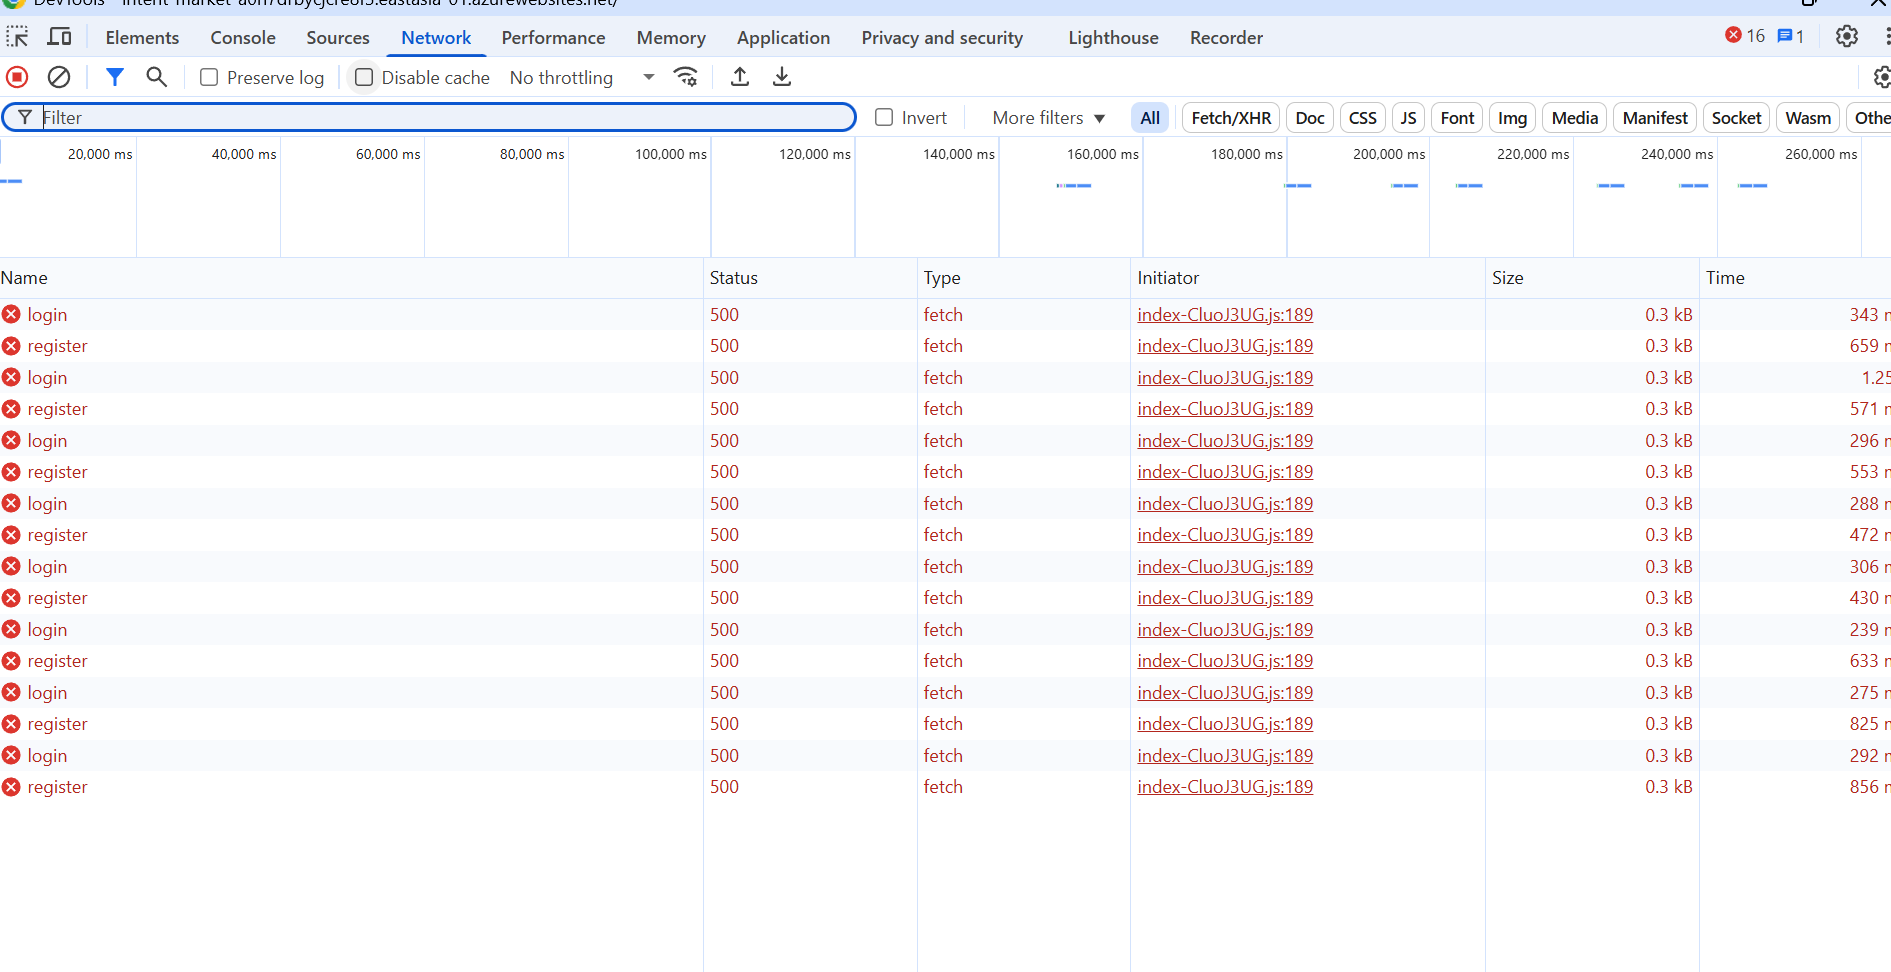 Elements Console Sources Network Performance Memory Application Privacy and security Lighthouse Recorder 16 1
Preserve log Disable cache No throttling
Filter Invert More filters All Fetch/XHR Doc CSS JS Font Img Media Manifest Socket Wasm Othe
20,000 ms 40,000 ms 60,000 ms 80,000 ms 100,000 ms 120,000 ms 140,000 ms 160,000 ms 180,000 ms 200,000 ms 220,000 ms 240,000 ms 260,000 ms
Name Status Type Initiator Size Time
login 500 fetch index-CluoJ3UG.js:189 0.3 kB 343
register 500 fetch index-CluoJ3UG.js:189 0.3 kB 659
login 500 fetch index-CluoJ3UG.js:189 0.3 kB 1.25
register 500 fetch index-CluoJ3UG.js:189 0.3 kB 571
login 500 fetch index-CluoJ3UG.js:189 0.3 kB 296
register 500 fetch index-CluoJ3UG.js:189 0.3 kB 553
login 500 fetch index-CluoJ3UG.js:189 0.3 kB 288
register 500 fetch index-CluoJ3UG.js:189 0.3 kB 472
login 500 fetch index-CluoJ3UG.js:189 0.3 kB 306
register 500 fetch index-CluoJ3UG.js:189 0.3 kB 430
login 500 fetch index-CluoJ3UG.js:189 0.3 kB 239
register 500 fetch index-CluoJ3UG.js:189 0.3 kB 633
login 500 fetch index-CluoJ3UG.js:189 0.3 kB 275
register 500 fetch index-CluoJ3UG.js:189 0.3 kB 825
login 500 fetch index-CluoJ3UG.js:189 0.3 kB 292
register 500 fetch index-CluoJ3UG.js:189 0.3 kB 856